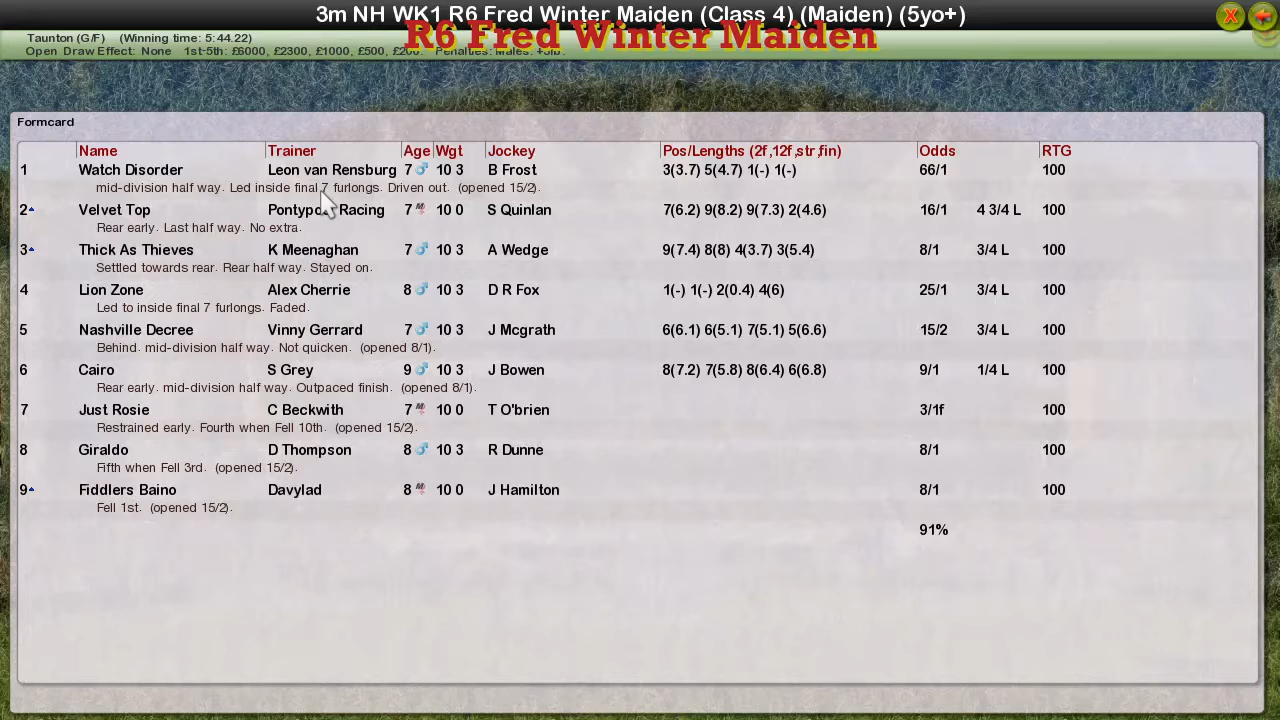 3m NH WK1 R6 Fred Winter Maiden (Class 4) (Maiden) (5yo+)
R6 Fred Winter Maiden
Taunton (G/F) (Winning time: 5:44.22)
Open Draw Effect: None 1st-5th: £6000, £2300, £1000, £500, £200. Penalties: Males: +3lb.
Formcard
Name Trainer Age Wgt Jockey Pos/Lengths (2f,12f,str,fin) Odds RTG
1 Watch Disorder Leon van Rensburg 7 10 3 B Frost 3(3.7) 5(4.7) 1(-) 1(-) 66/1 100
mid-division half way. Led inside final 7 furlongs. Driven out. (opened 15/2).
2 Velvet Top Racing 7 10 0 S Quinlan 7(6.2) 9(8.2) 9(7.3) 2(4.6) 16/1 4 3/4 L 100
Rear early. Last half way. No extra.
3 Thick As Thieves K Meenaghan 7 10 3 A Wedge 9(7.4) 8(8) 4(3.7) 3(5.4) 8/1 3/4 L 100
Settled towards rear. Rear half way. Stayed on.
4 Lion Zone Alex Cherrie 8 10 3 D R Fox 1(-) 1(-) 2(0.4) 4(6) 25/1 3/4 L 100
Led to inside final 7 furlongs. Faded.
5 Nashville Decree Vinny Gerrard 7 10 3 J Mcgrath 6(6.1) 6(5.1) 7(5.1) 5(6.6) 15/2 3/4 L 100
Behind. mid-division half way. Not quicken. (opened 8/1).
6 Cairo S Grey 9 10 3 J Bowen 8(7.2) 7(5.8) 8(6.4) 6(6.8) 9/1 1/4 L 100
Rear early. mid-division half way. Outpaced finish. (opened 8/1).
7 Just Rosie C Beckwith 7 10 0 T O'brien 3/1f 100
Restrained early. Fourth when Fell 10th. (opened 15/2).
8 Giraldo D Thompson 8 10 3 R Dunne 8/1 100
Fifth when Fell 3rd. (opened 15/2).
9 Fiddlers Baino Davylad 8 10 0 J Hamilton 8/1 100
Fell 1st. (opened 15/2).
91%